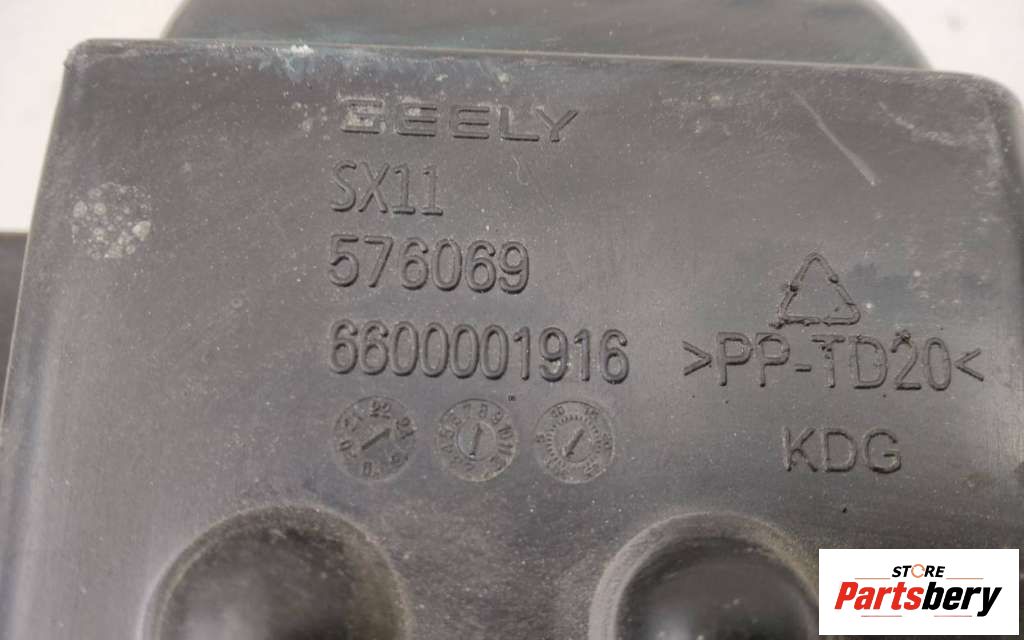 GEELY
SX11
576069
6600001916
>PP-TD20<
KDG
STORE
Partsbery